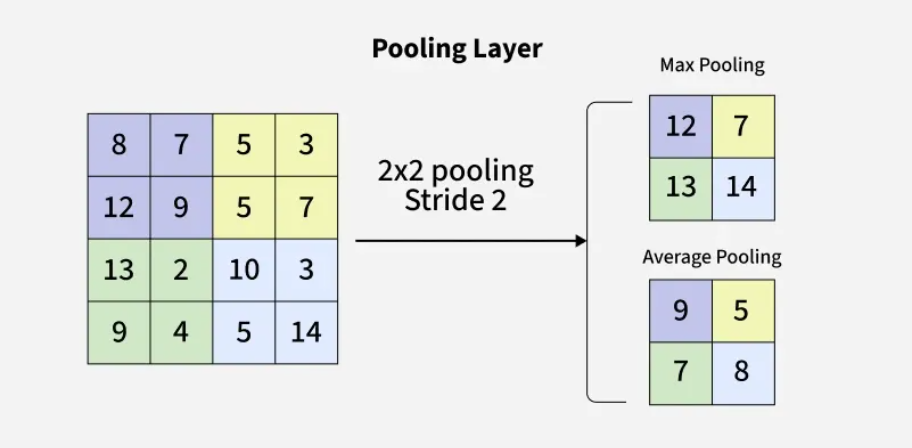 Pooling Layer
8 7 5 3
12 9 5 7
13 2 10 3
9 4 5 14
2x2 pooling
Stride 2
Max Pooling
12 7
13 14
Average Pooling
9 5
7 8